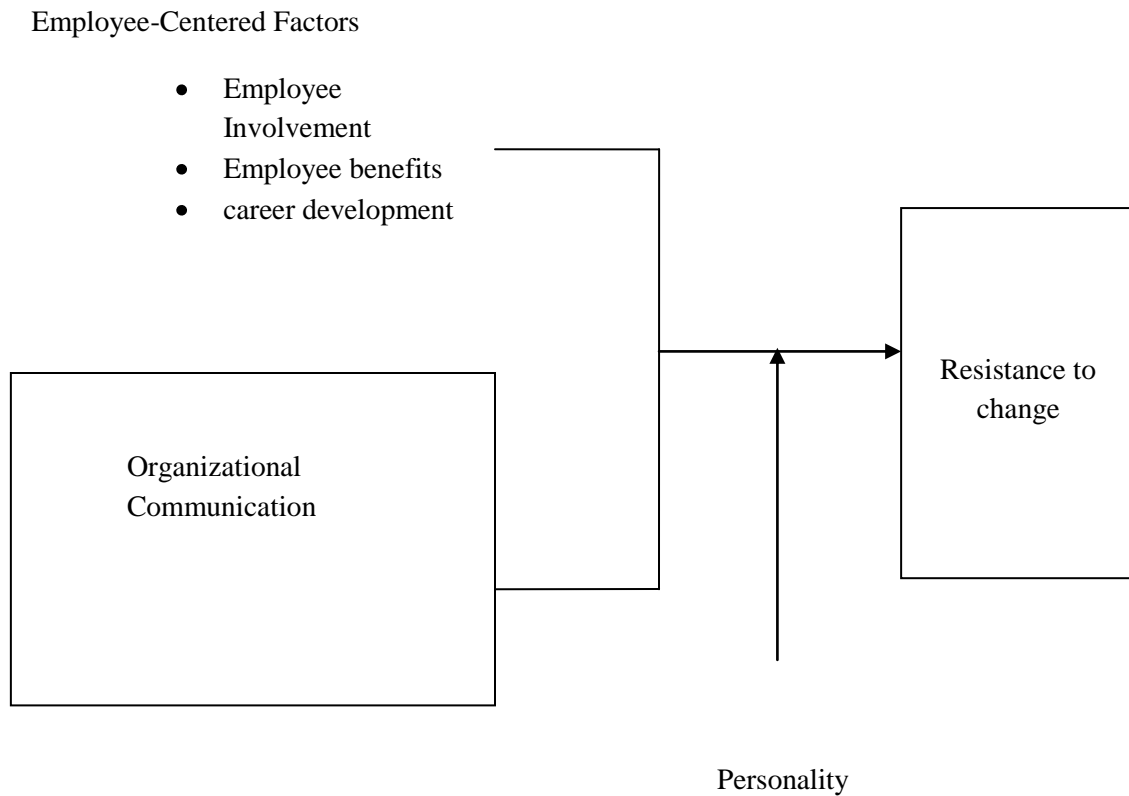 Employee-Centered Factors
• Employee
Involvement
• Employee benefits
• career development
Organizational
Communication
Resistance to
change
Personality